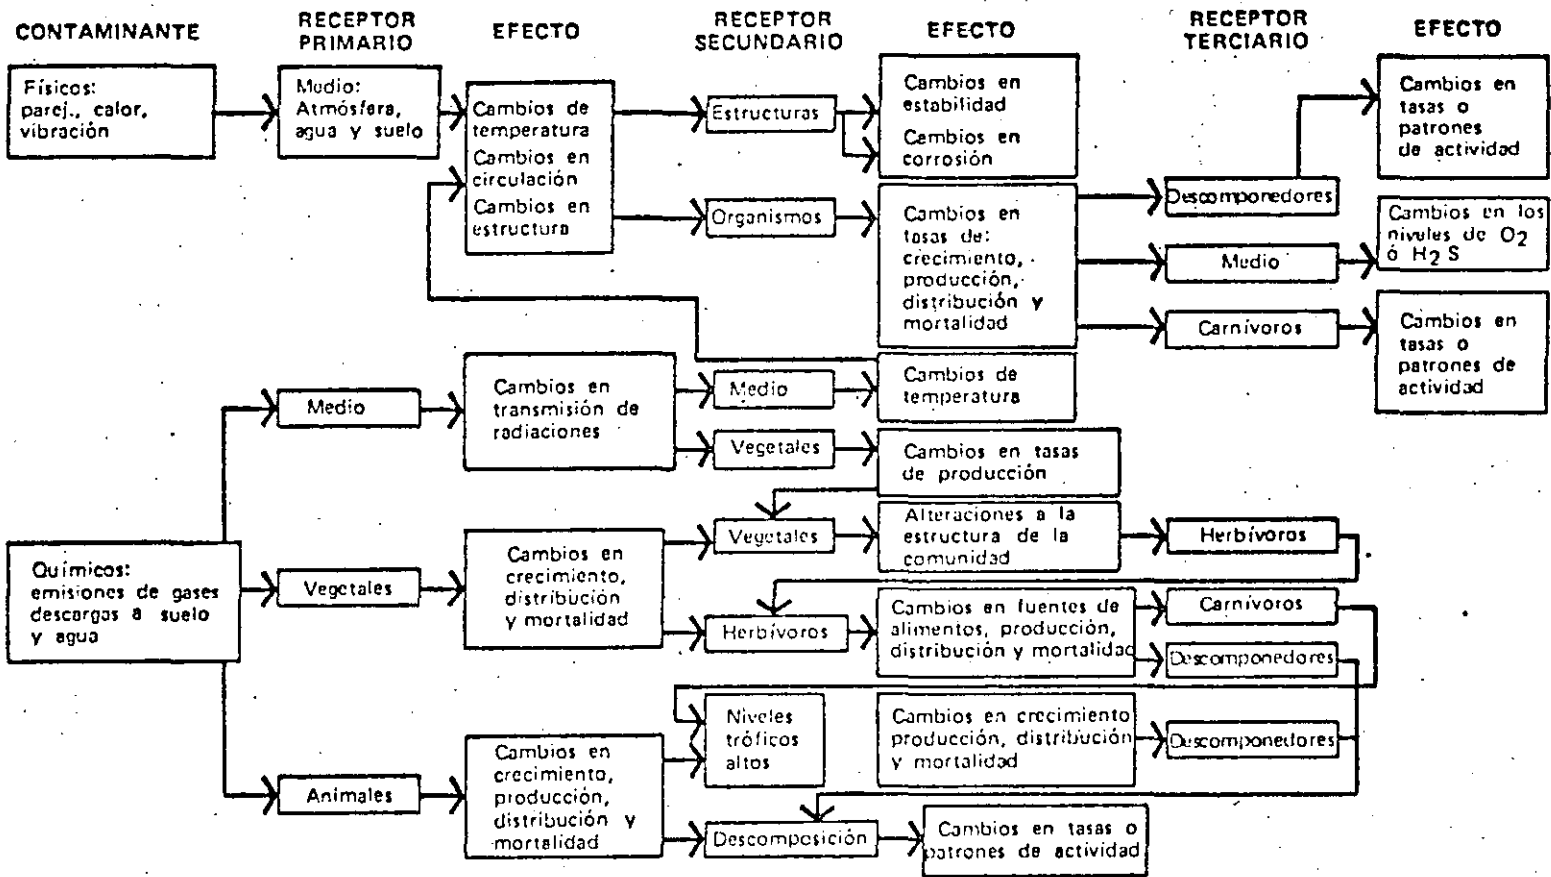 CONTAMINANTE
RECEPTOR
PRIMARIO
EFECTO
RECEPTOR
SECUNDARIO
EFECTO
RECEPTOR
TERCIARIO
EFECTO
Físicos:
parej., calor,
vibración
Medio:
Atmósfera,
agua y suelo
Cambios de
temperatura
Cambios en
circulación
Cambios en
estructura
Estructuras
Cambios en
estabilidad
Cambios en
corrosión
Organismos
Cambios en
tasas de:
crecimiento,
producción,
distribución y
mortalidad
Descomponedores
Cambios en
tasas o
patrones
de actividad
Medio
Cambios en los
niveles de O2
ó H2S
Carnívoros
Cambios en
tasas o
patrones de
actividad
Químicos:
emisiones de gases
descargas a suelo
y agua
Medio
Cambios en
transmisión de
radiaciones
Medio
Cambios de
temperatura
Vegetales
Cambios en tasas
de producción
Vegetales
Cambios en
crecimiento,
distribución
y mortalidad
Vegetales
Alteraciones a la
estructura de la
comunidad
Herbívoros
Herbívoros
Cambios en fuentes de
alimentos, producción,
distribución y mortalidad
Carnívoros
Descomponedores
Animales
Cambios en
crecimiento,
producción,
distribución y
mortalidad
Niveles
tróficos
altos
Cambios en crecimiento
producción, distribución
y mortalidad
Descomponedores
Descomposición
Cambios en tasas o
patrones de actividad